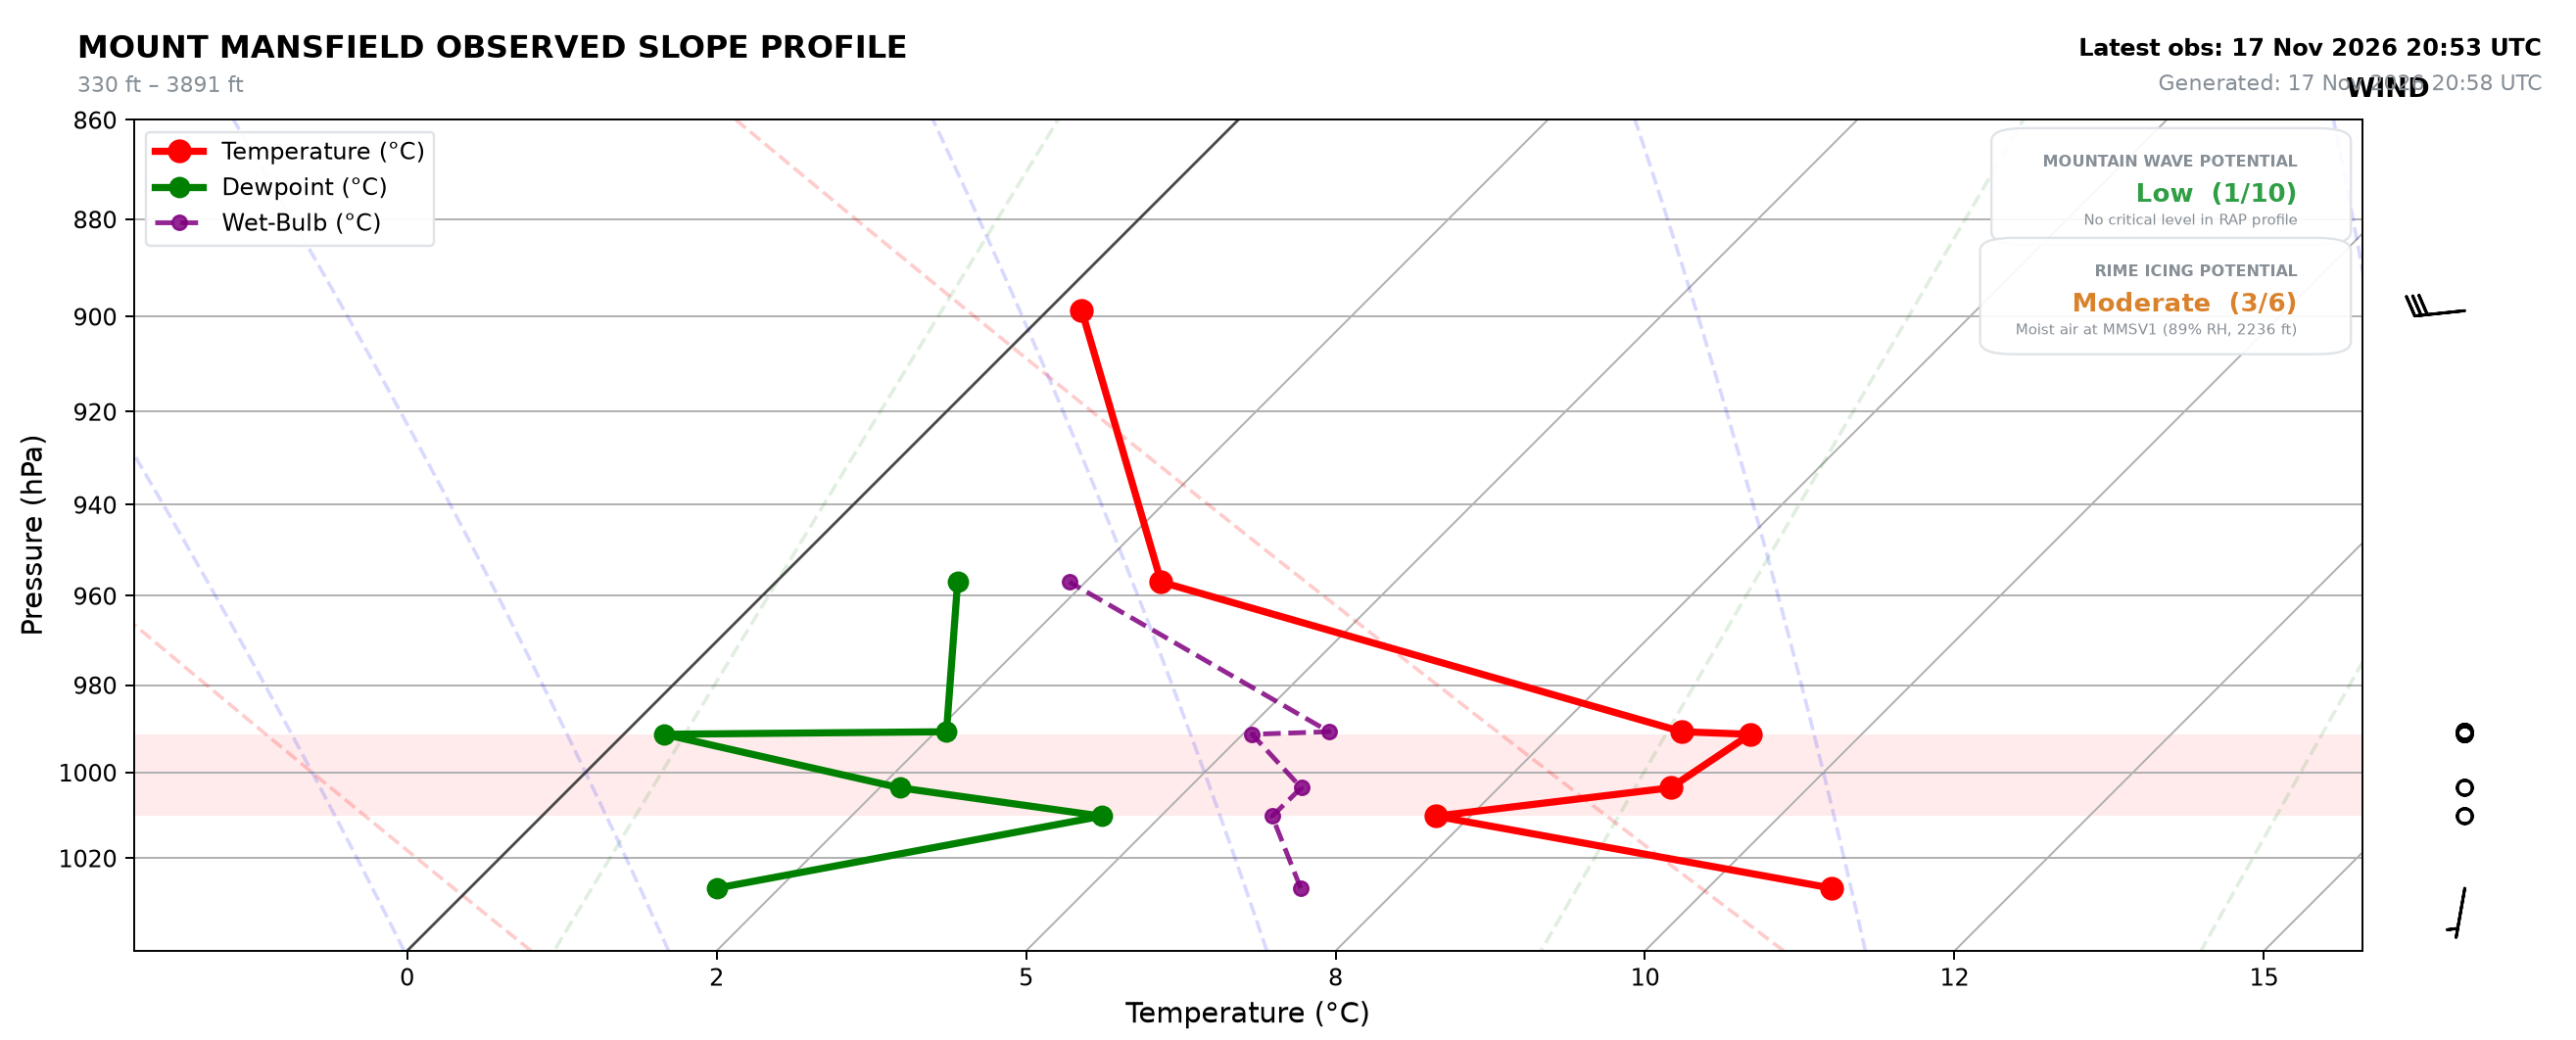 MOUNT MANSFIELD OBSERVED SLOPE PROFILE
330 ft – 3891 ft
Latest obs: 17 Nov 2026 20:53 UTC
Generated: 17 Nov 2026 20:58 UTC
WIND
Temperature (°C)
Dewpoint (°C)
Wet-Bulb (°C)
MOUNTAIN WAVE POTENTIAL
Low (1/10)
No critical level in RAP profile
RIME ICING POTENTIAL
Moderate (3/6)
Moist air at MMSV1 (89% RH, 2236 ft)
Pressure (hPa)
860
880
900
920
940
960
980
1000
1020
0 2 5 8 10 12 15
Temperature (°C)